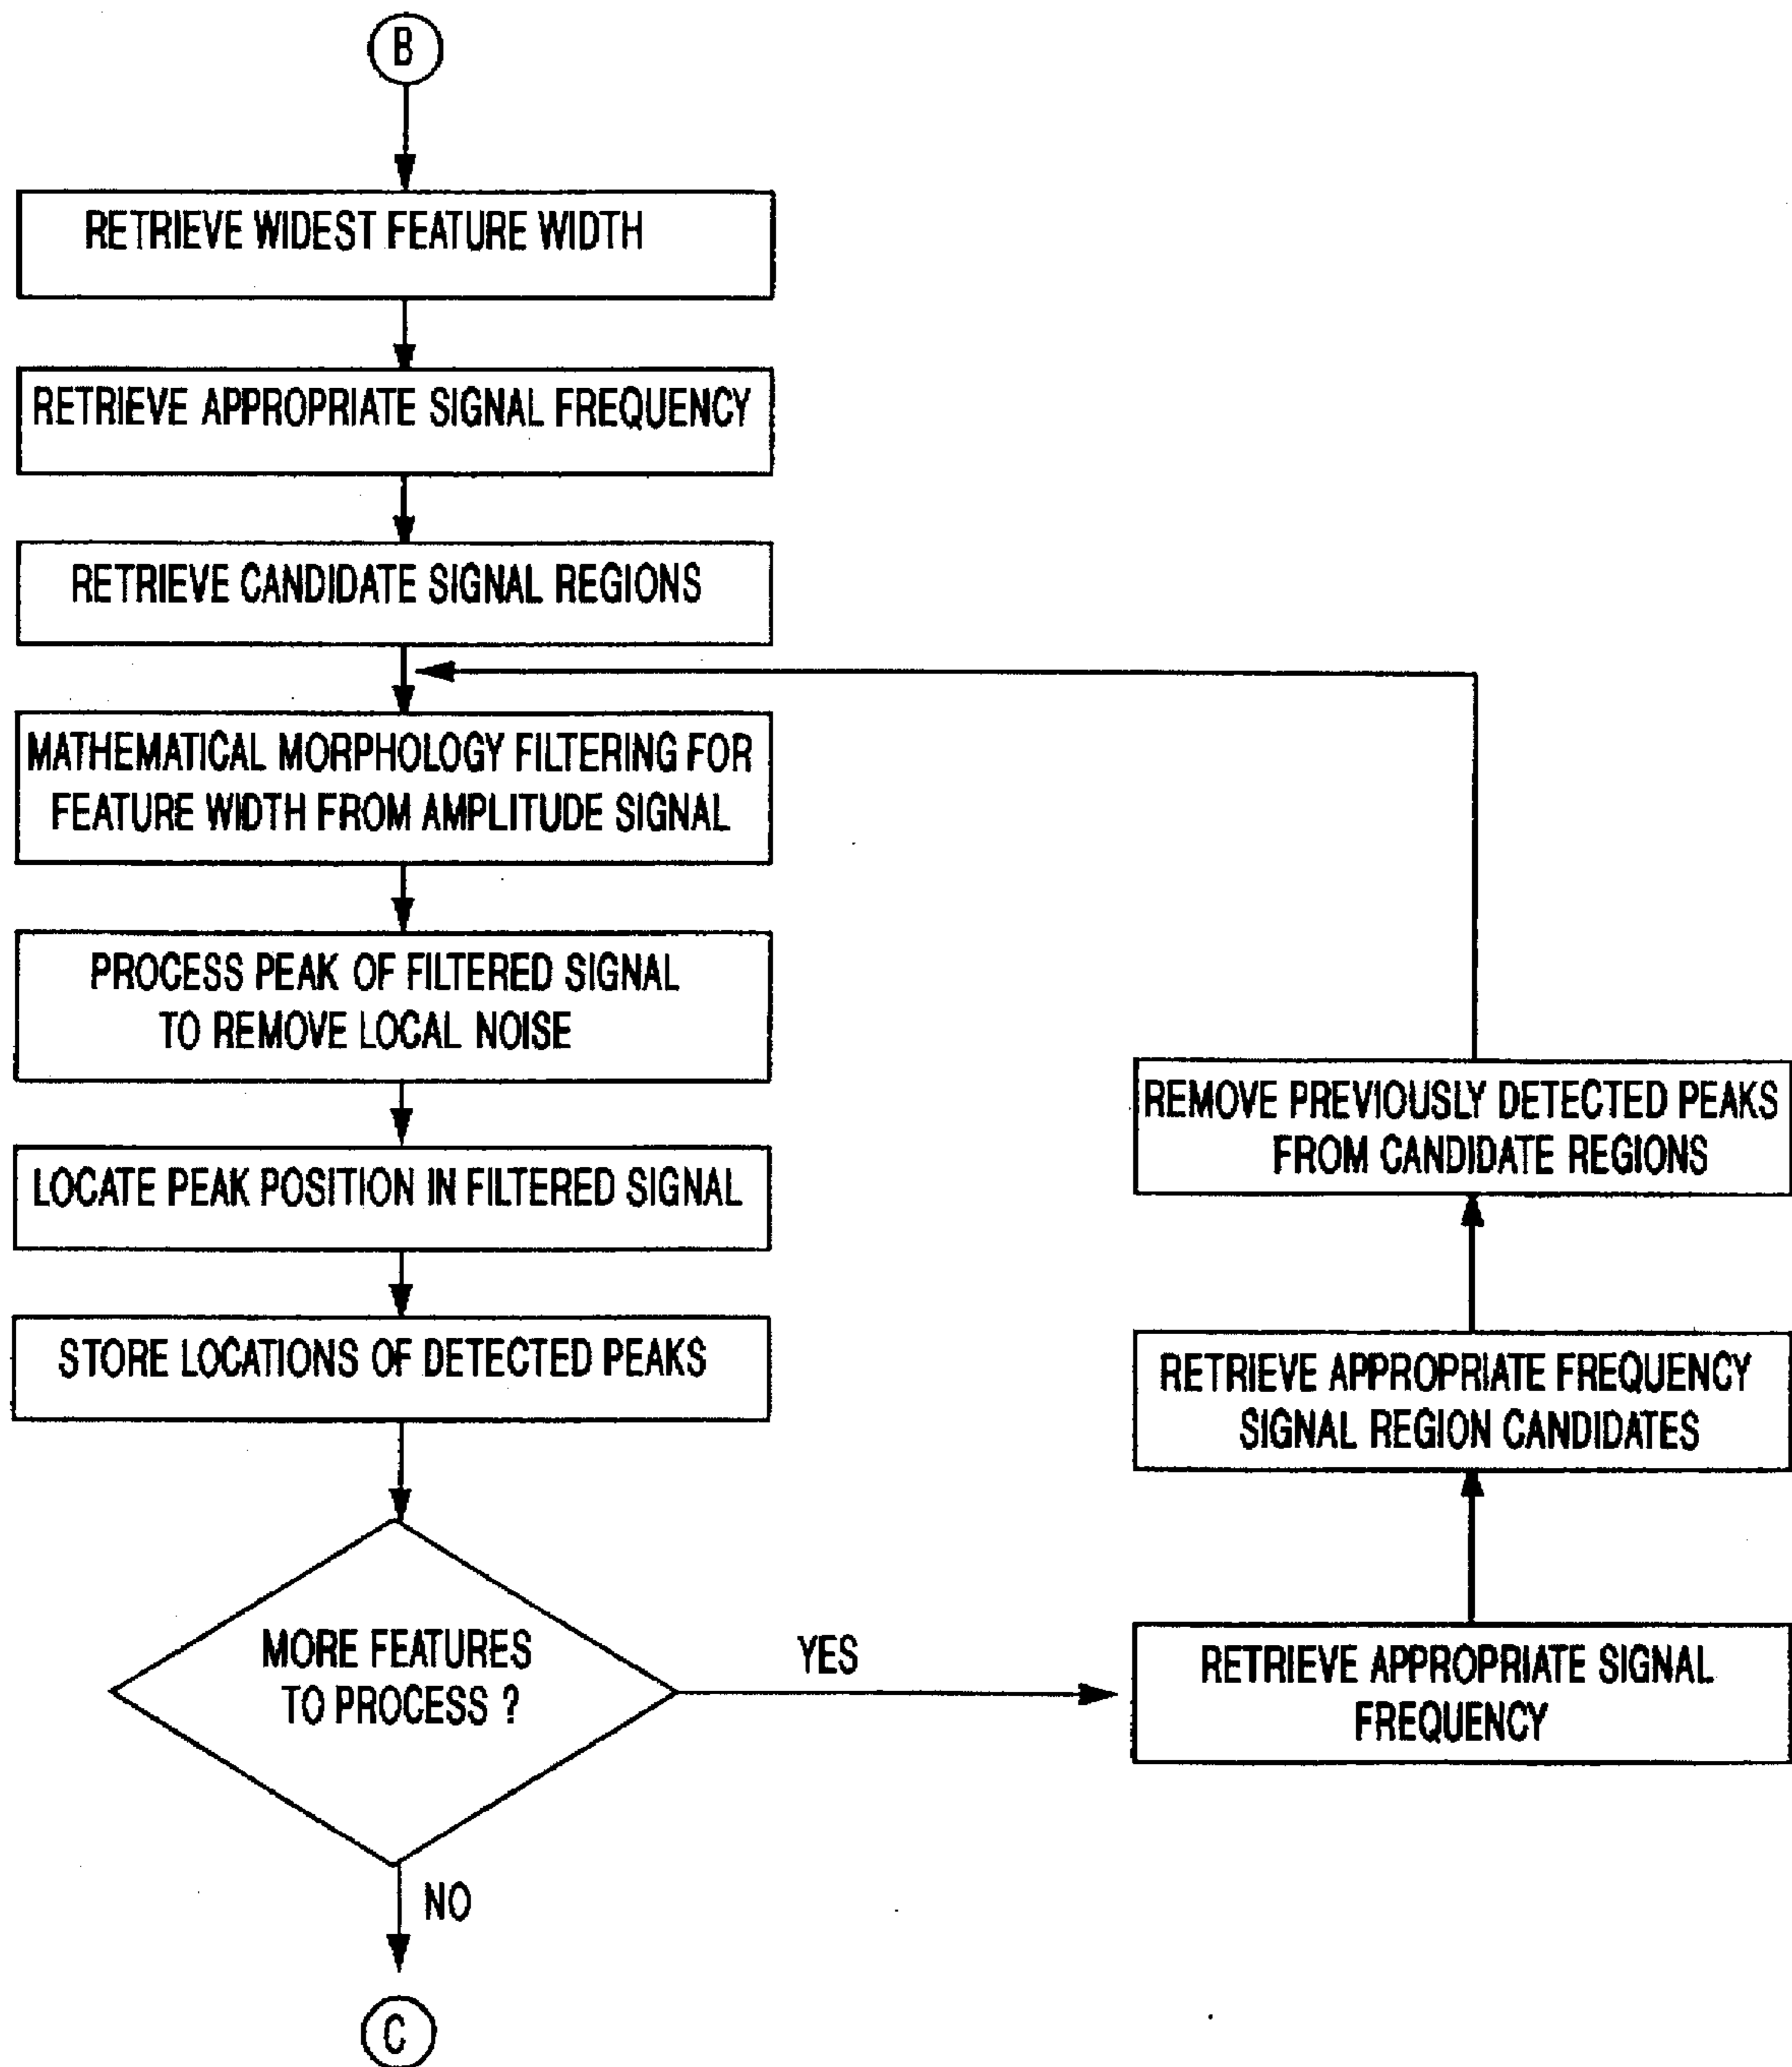 B
RETRIEVE WIDEST FEATURE WIDTH
RETRIEVE APPROPRIATE SIGNAL FREQUENCY
RETRIEVE CANDIDATE SIGNAL REGIONS
MATHEMATICAL MORPHOLOGY FILTERING FOR
FEATURE WIDTH FROM AMPLITUDE SIGNAL
PROCESS PEAK OF FILTERED SIGNAL
TO REMOVE LOCAL NOISE
LOCATE PEAK POSITION IN FILTERED SIGNAL
STORE LOCATIONS OF DETECTED PEAKS
MORE FEATURES
TO PROCESS ?
YES
RETRIEVE APPROPRIATE SIGNAL
FREQUENCY
RETRIEVE APPROPRIATE FREQUENCY
SIGNAL REGION CANDIDATES
REMOVE PREVIOUSLY DETECTED PEAKS
FROM CANDIDATE REGIONS
NO
C